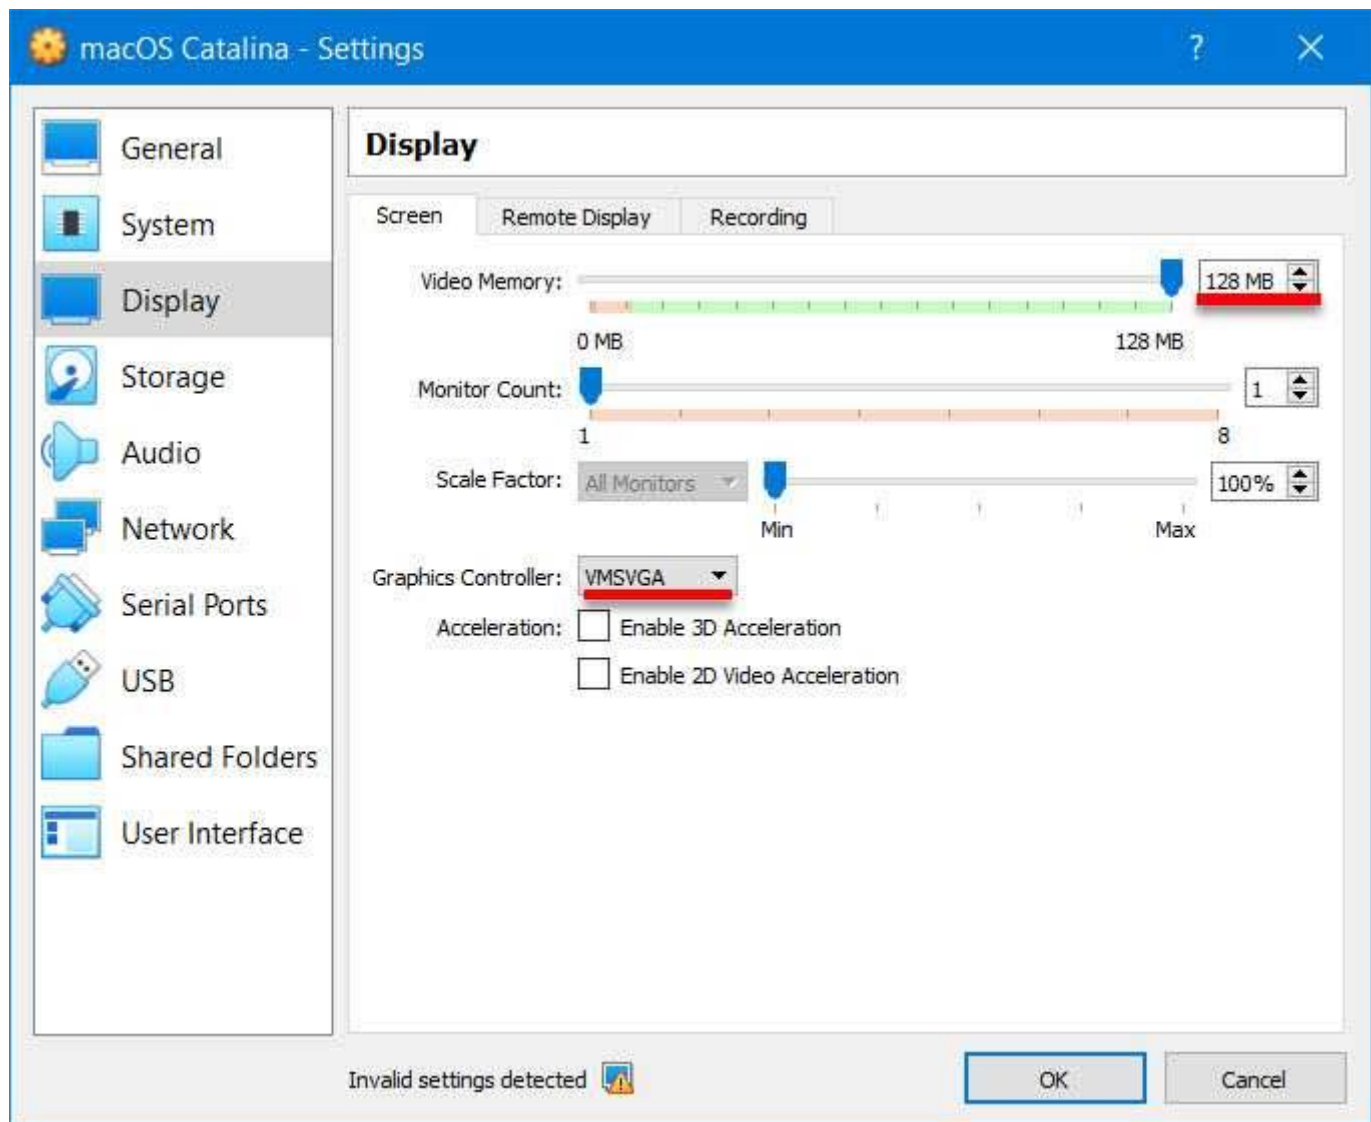 macOS Catalina - Settings ?
General
System
Display
Storage
Audio
Network
Serial Ports
USB
Shared Folders
User Interface
Display
Screen Remote Display Recording
Video Memory: 128 MB
0 MB 128 MB
Monitor Count: 1
1 8
Scale Factor: All Monitors 100%
Min Max
Graphics Controller: VMSVGA
Acceleration: Enable 3D Acceleration
Enable 2D Video Acceleration
Invalid settings detected OK Cancel